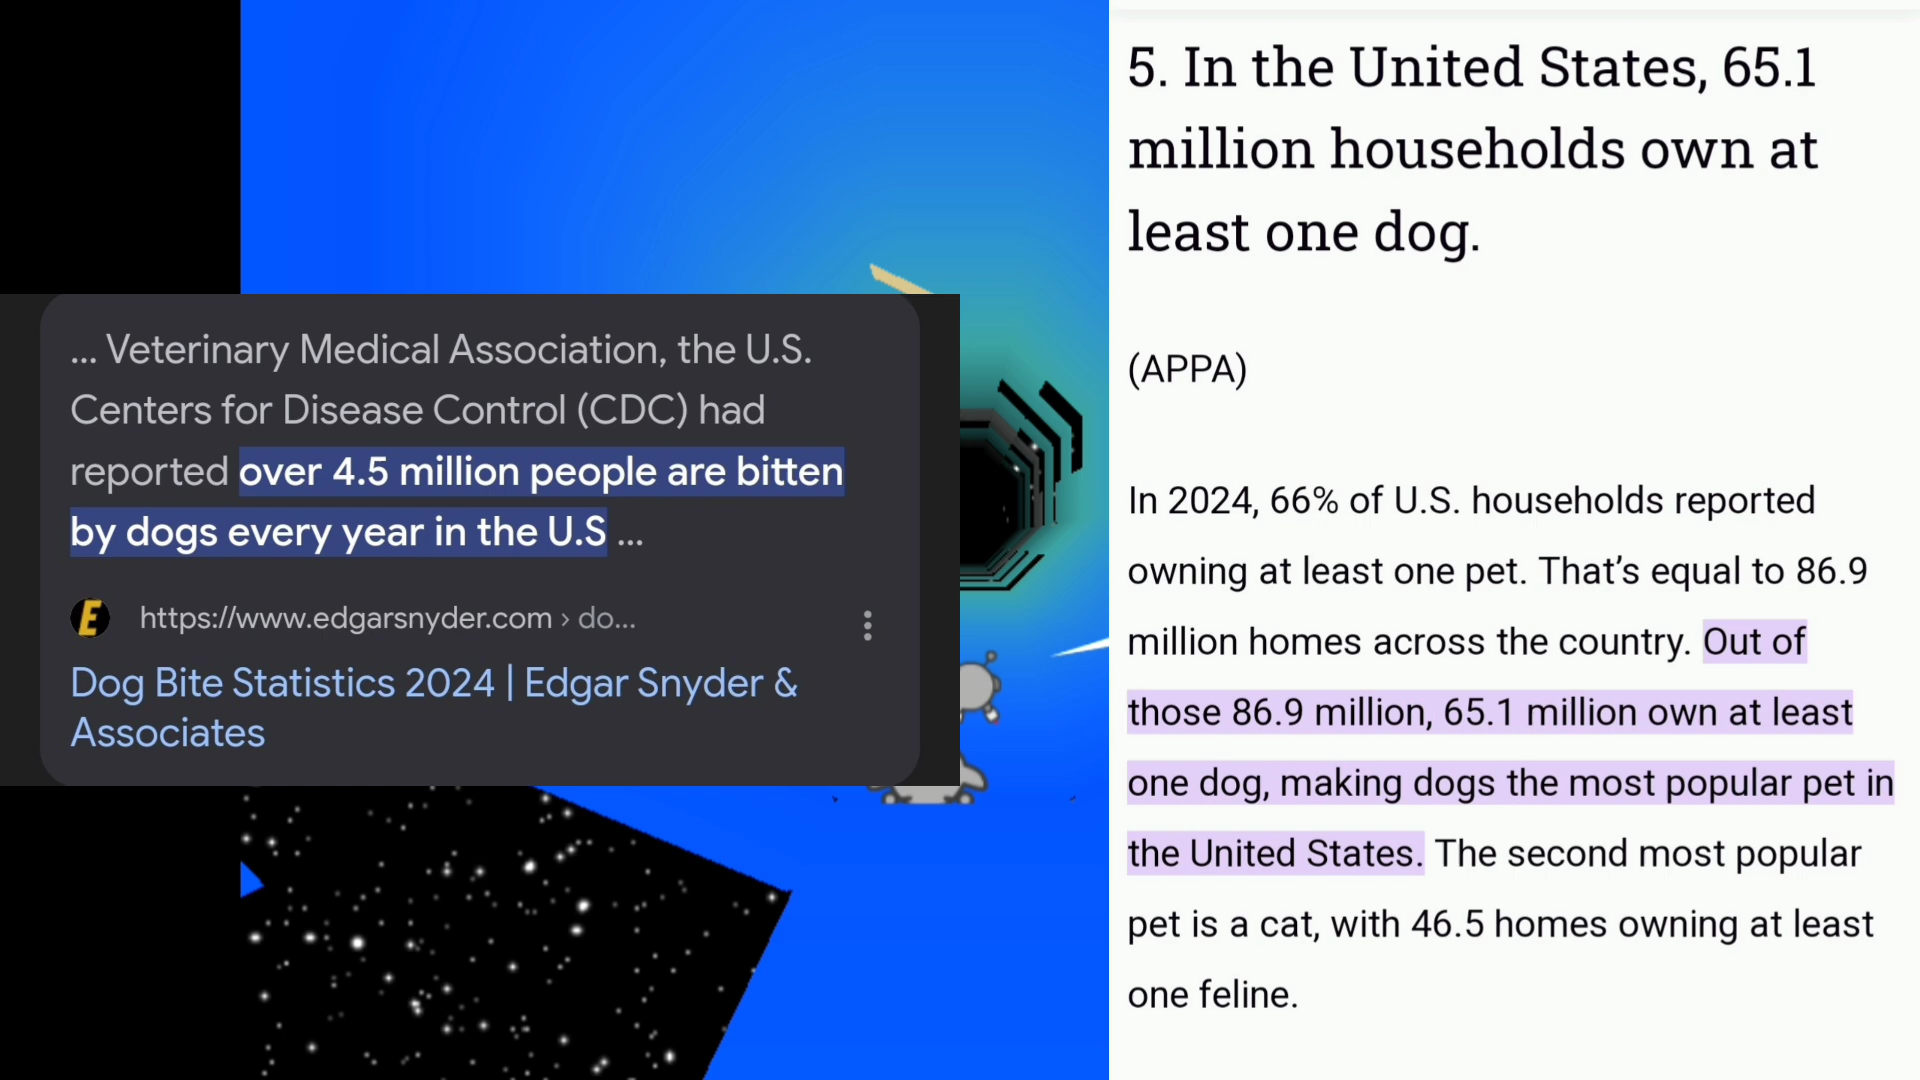 ... Veterinary Medical Association, the U.S.
Centers for Disease Control (CDC) had
reported over 4.5 million people are bitten
by dogs every year in the U.S ...
E
https://www.edgarsnyder.com › do...
Dog Bite Statistics 2024 | Edgar Snyder &
Associates
5. In the United States, 65.1
million households own at
least one dog.
(APPA)
In 2024, 66% of U.S. households reported
owning at least one pet. That’s equal to 86.9
million homes across the country. Out of
those 86.9 million, 65.1 million own at least
one dog, making dogs the most popular pet in
the United States. The second most popular
pet is a cat, with 46.5 homes owning at least
one feline.